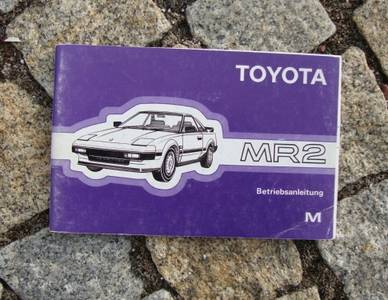 TOYOTA
MR2
Betriebsanleitung
M